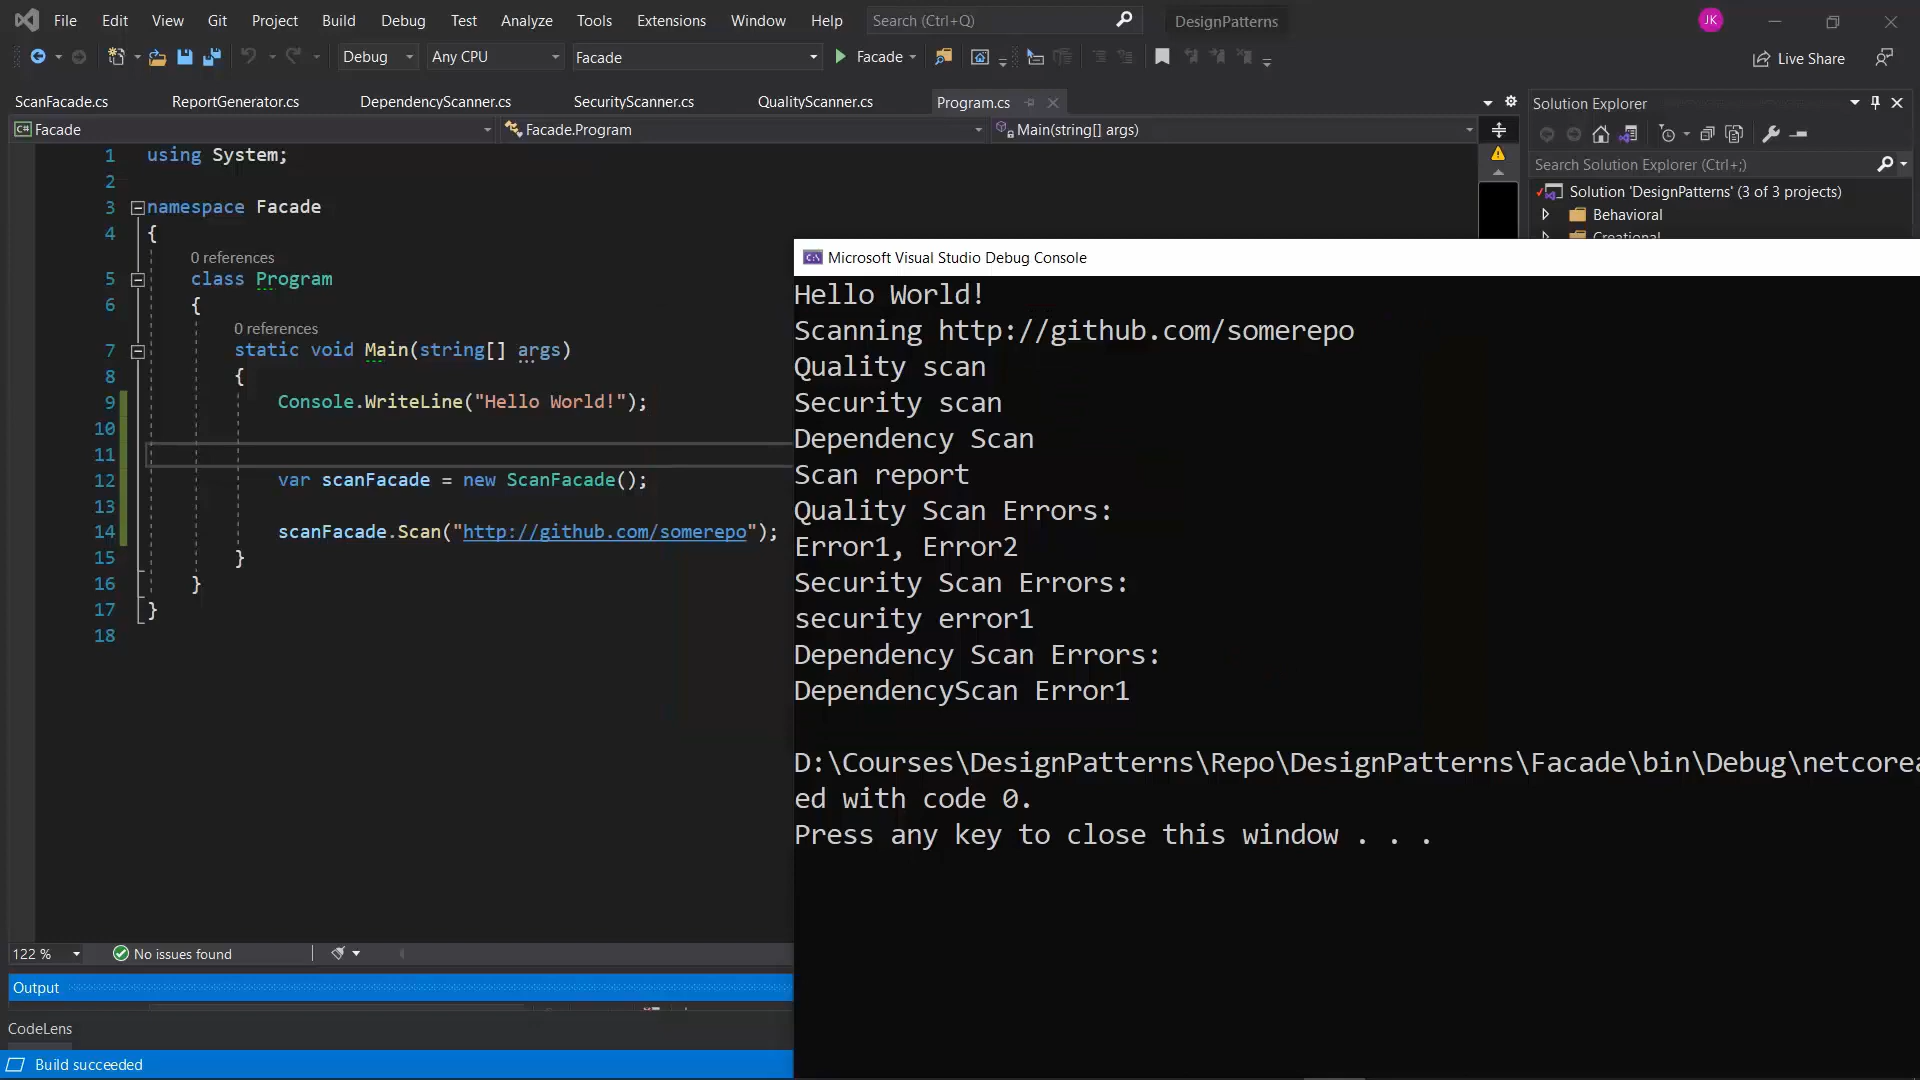 File Edit View Git Project Build Debug Test Analyze Tools Extensions Window Help Search (Ctrl+Q) DesignPatterns JK
Debug Any CPU Facade Facade Live Share
ScanFacade.cs ReportGenerator.cs DependencyScanner.cs SecurityScanner.cs QualityScanner.cs Program.cs
Facade Facade.Program Main(string[] args)
Solution Explorer
Search Solution Explorer (Ctrl+;)
Solution 'DesignPatterns' (3 of 3 projects)
Behavioral
Creational
1 using System;
2
3 namespace Facade
4 {
0 references
5 class Program
6 {
0 references
7 static void Main(string[] args)
8 {
9 Console.WriteLine("Hello World!");
10
11
12 var scanFacade = new ScanFacade();
13
14 scanFacade.Scan("http://github.com/somerepo");
15 }
16 }
17 }
18
Microsoft Visual Studio Debug Console
Hello World!
Scanning http://github.com/somerepo
Quality scan
Security scan
Dependency Scan
Scan report
Quality Scan Errors:
Error1, Error2
Security Scan Errors:
security error1
Dependency Scan Errors:
DependencyScan Error1
D:\Courses\DesignPatterns\Repo\DesignPatterns\Facade\bin\Debug\netcorea
ed with code 0.
Press any key to close this window . . .
122 % No issues found
Output
CodeLens
Build succeeded